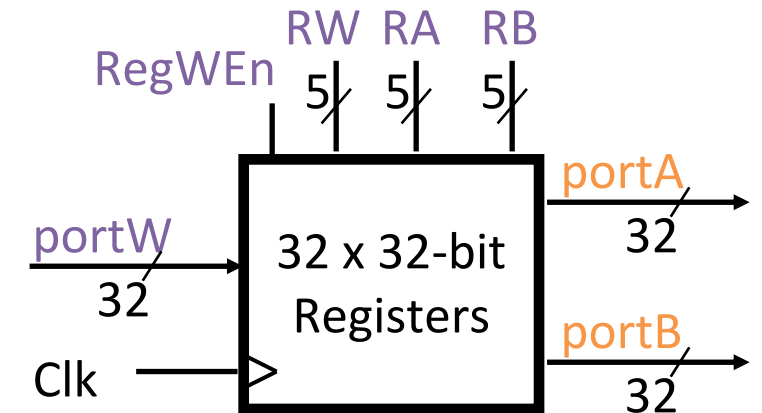 RW RA RB
RegWEn
5 5 5
portA
32
portW
32
32 x 32-bit
Registers
portB
32
Clk